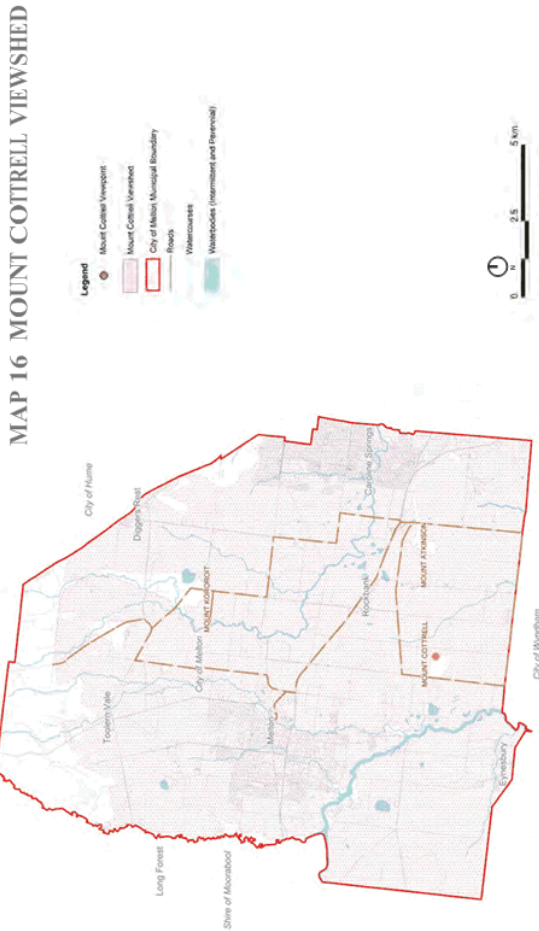 MAP 16 MOUNT COTTRELL VIEWSHED
Legend
Mount Cottrell Viewpoint
Mount Cottrell Viewshed
City of Melton Municipal Boundary
Roads
Watercourses
Waterbodies (Intermittent and Perennial)
N
0 2.5 5 km
City of Hume
Diggers Rest
Caroline Springs
MOUNT KOROROIT
MOUNT ATKINSON
Rockbank
City of Melton
Toolern Vale
Melton
MOUNT COTTRELL
City of Wyndham
Eynesbury
Long Forest
Shire of Moorabool